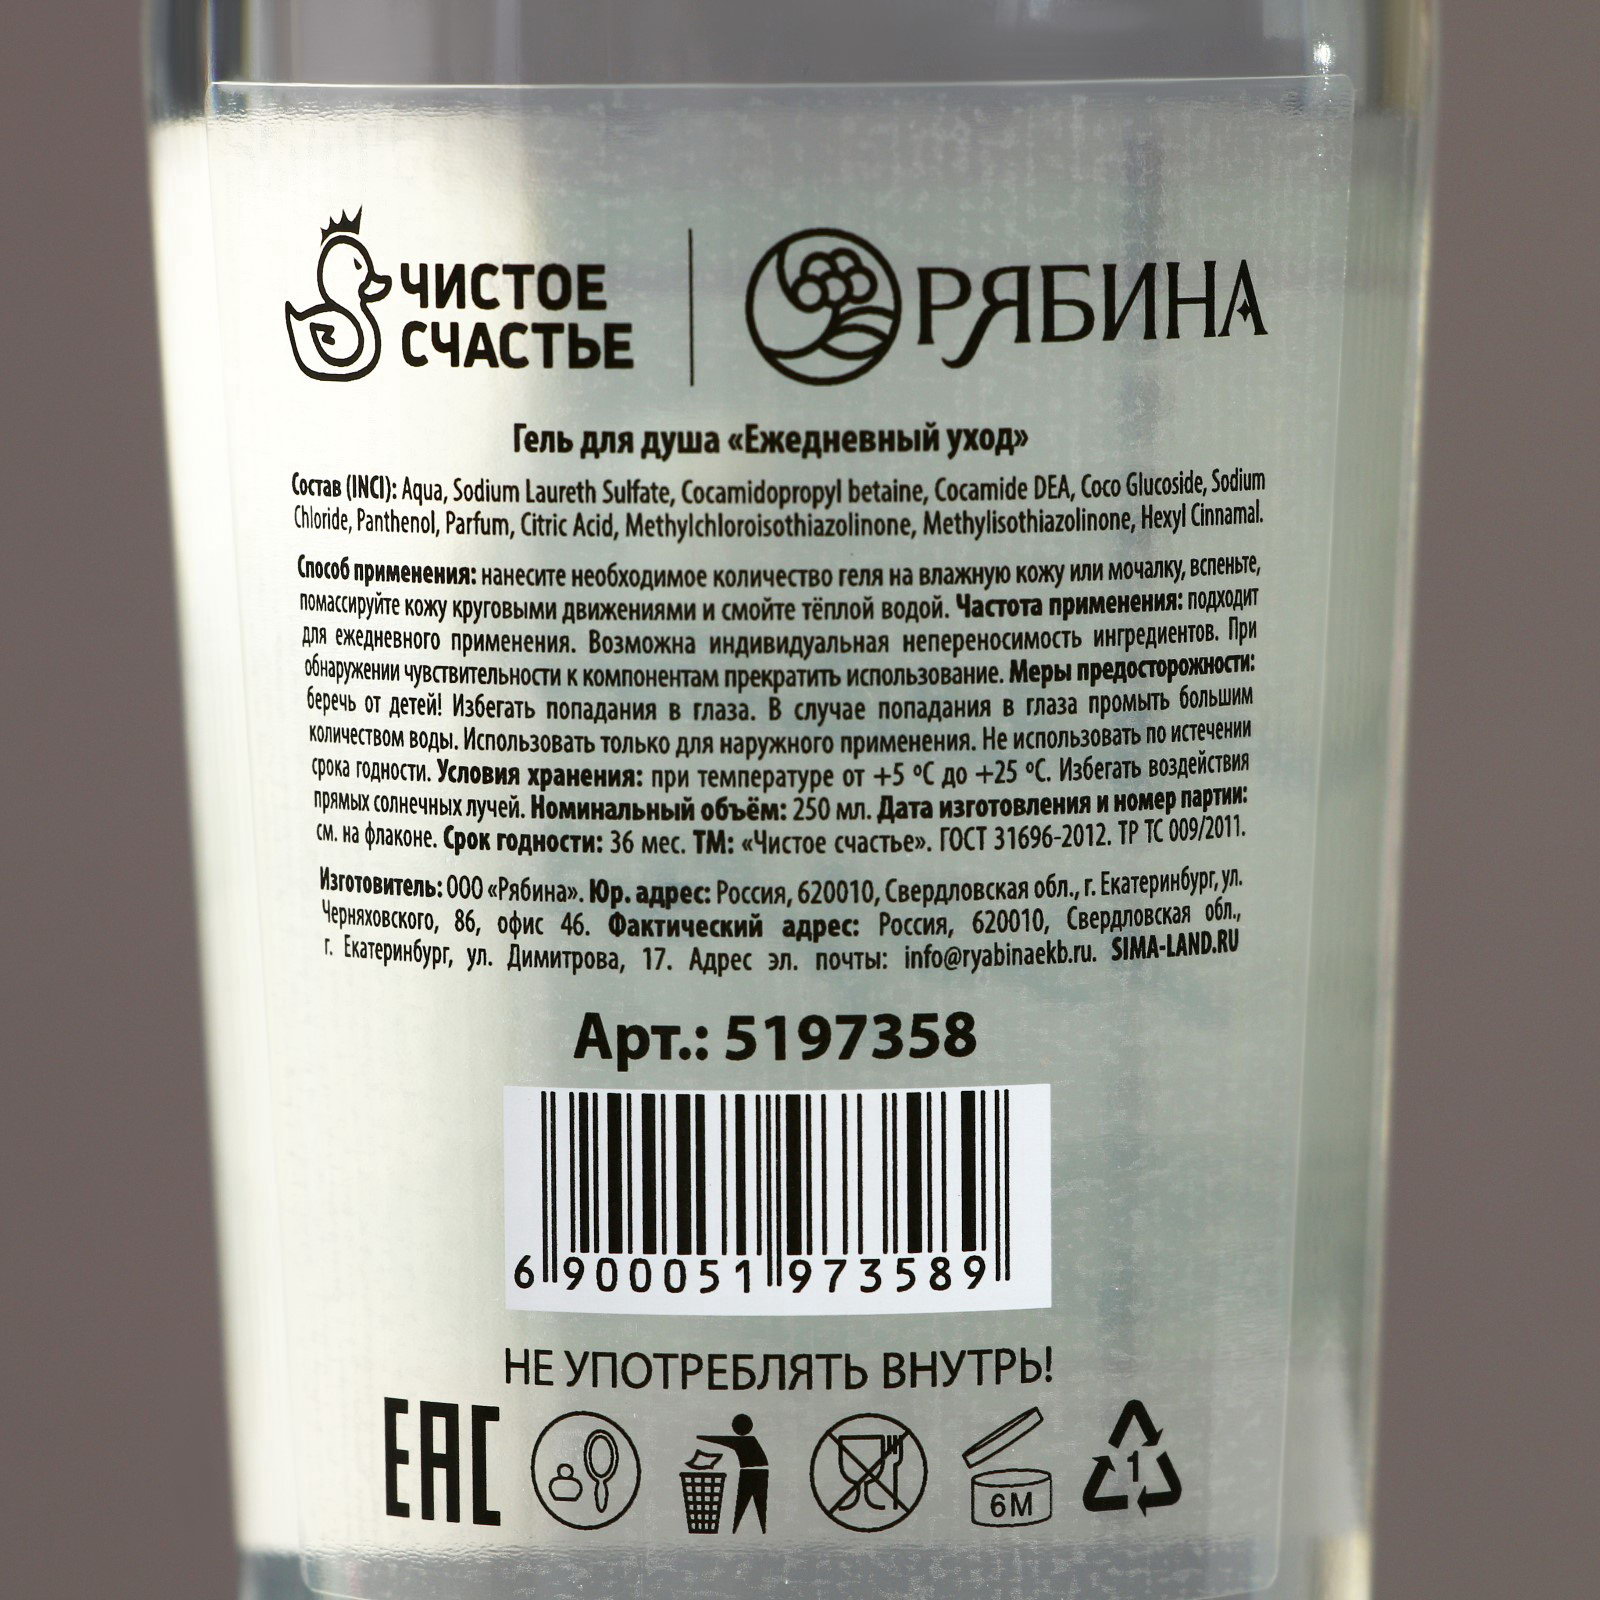 ЧИСТОЕ
СЧАСТЬЕ
РЯБИНА
Гель для душа «Ежедневный уход»
Состав (INCI): Aqua, Sodium Laureth Sulfate, Cocamidopropyl betaine, Cocamide DEA, Coco Glucoside, Sodium
Chloride, Panthenol, Parfum, Citric Acid, Methylchloroisothiazolinone, Methylisothiazolinone, Hexyl Cinnamal.
Способ применения: нанесите необходимое количество геля на влажную кожу или мочалку, вспеньте,
помассируйте кожу круговыми движениями и смойте тёплой водой. Частота применения: подходит
для ежедневного применения. Возможна индивидуальная непереносимость ингредиентов. При
обнаружении чувствительности к компонентам прекратить использование. Меры предосторожности:
беречь от детей! Избегать попадания в глаза. В случае попадания в глаза промыть большим
количеством воды. Использовать только для наружного применения. Не использовать по истечении
срока годности. Условия хранения: при температуре от +5 ºС до +25 ºС. Избегать воздействия
прямых солнечных лучей. Номинальный объём: 250 мл. Дата изготовления и номер партии:
см. на флаконе. Срок годности: 36 мес. ТМ: «Чистое счастье». ГОСТ 31696-2012. ТР ТС 009/2011.
Изготовитель: ООО «Рябина». Юр. адрес: Россия, 620010, Свердловская обл., г. Екатеринбург, ул.
Черняховского, 86, офис 46. Фактический адрес: Россия, 620010, Свердловская обл.,
г. Екатеринбург, ул. Димитрова, 17. Адрес эл. почты: info@ryabinaekb.ru. SIMA-LAND.RU
Арт.: 5197358
6 900051 973589
НЕ УПОТРЕБЛЯТЬ ВНУТРЬ!
EAC
6M
1